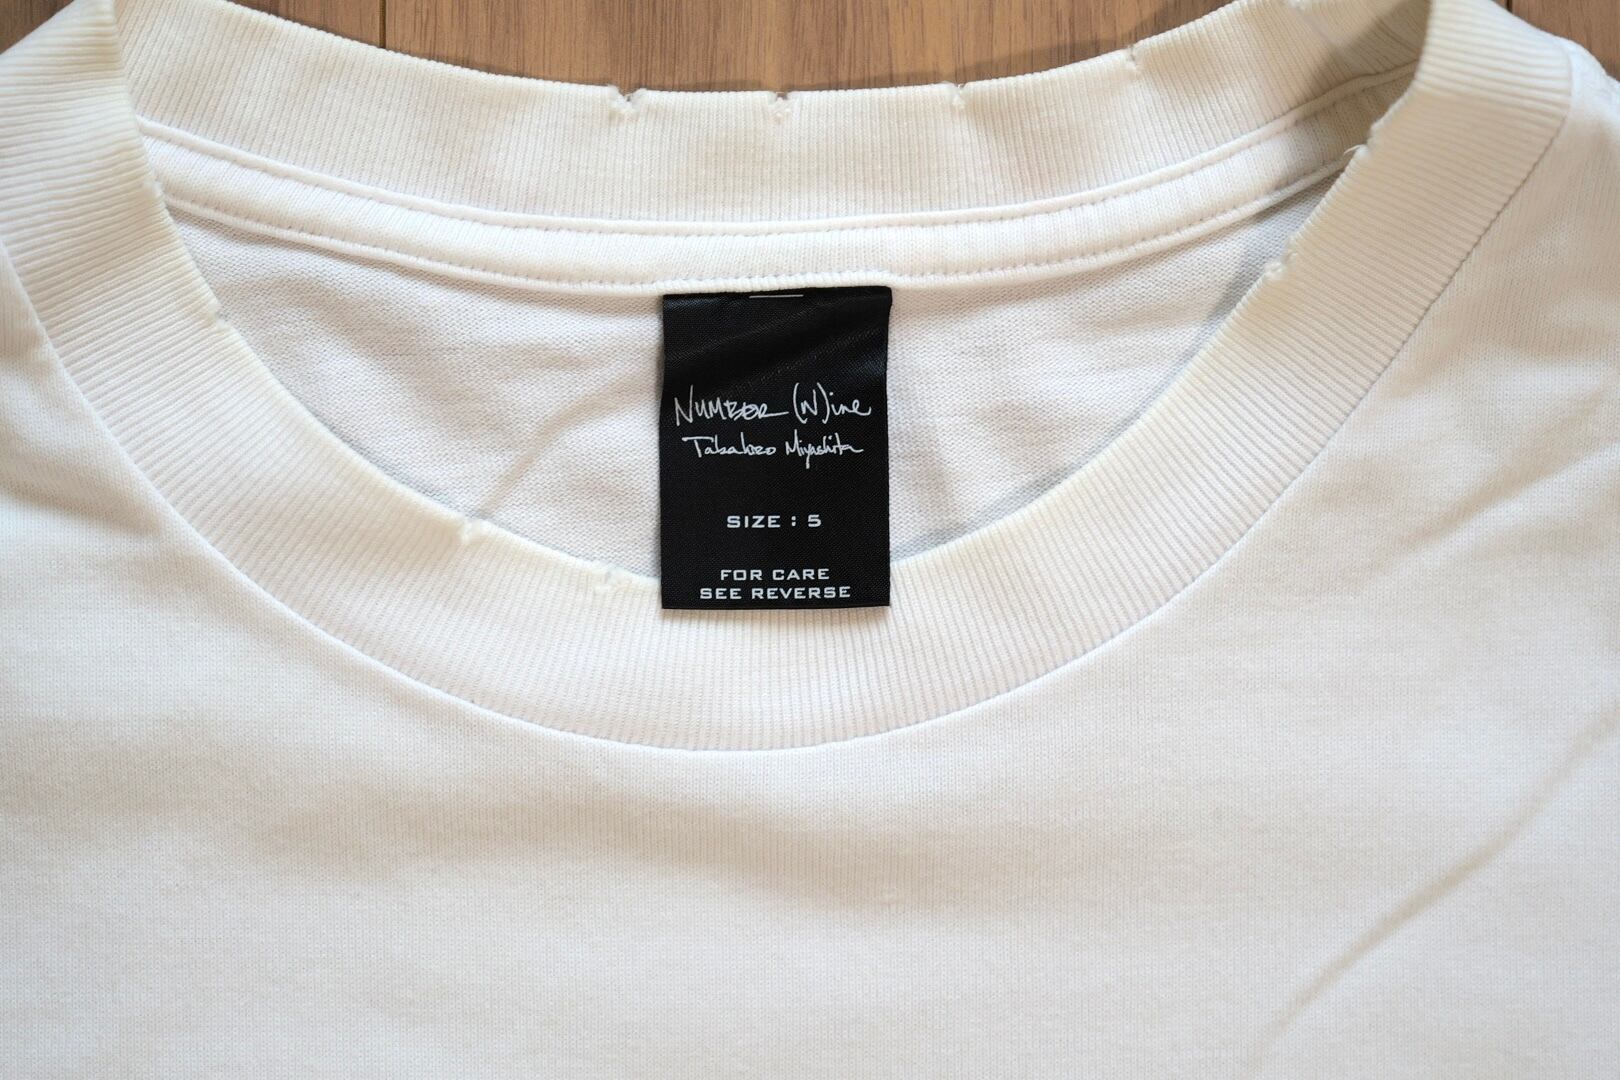 NUMBER (N)ine
Takahiro Miyashita
SIZE : 5
FOR CARE
SEE REVERSE